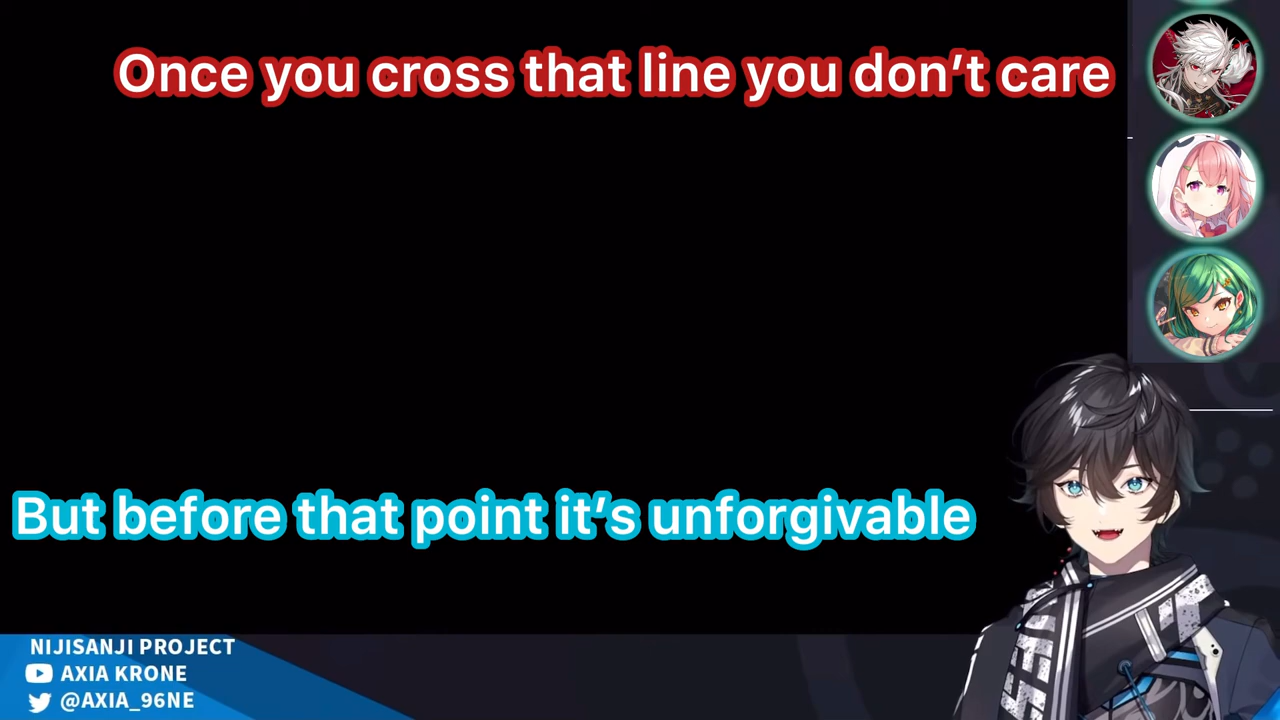 Once you cross that line you don’t care
But before that point it’s unforgivable
NIJISANJI PROJECT
AXIA KRONE
@AXIA_96NE